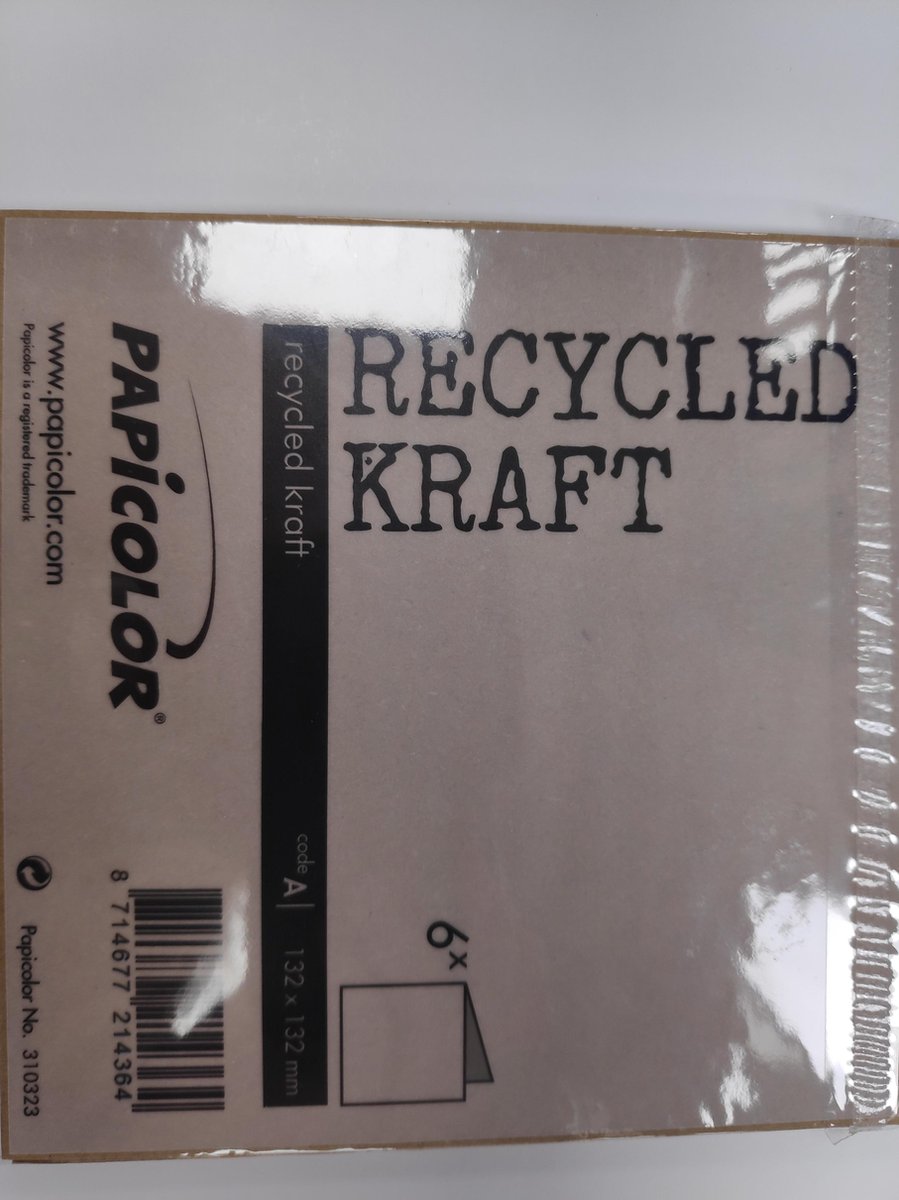 RECYCLED
KRAFT
6x
recycled kraft
code A | 132 x 132 mm
PAPiCOLOR®
8 714677 214364
www.papicolor.com
Papicolor is a registered trademark
Papicolor No. 310323